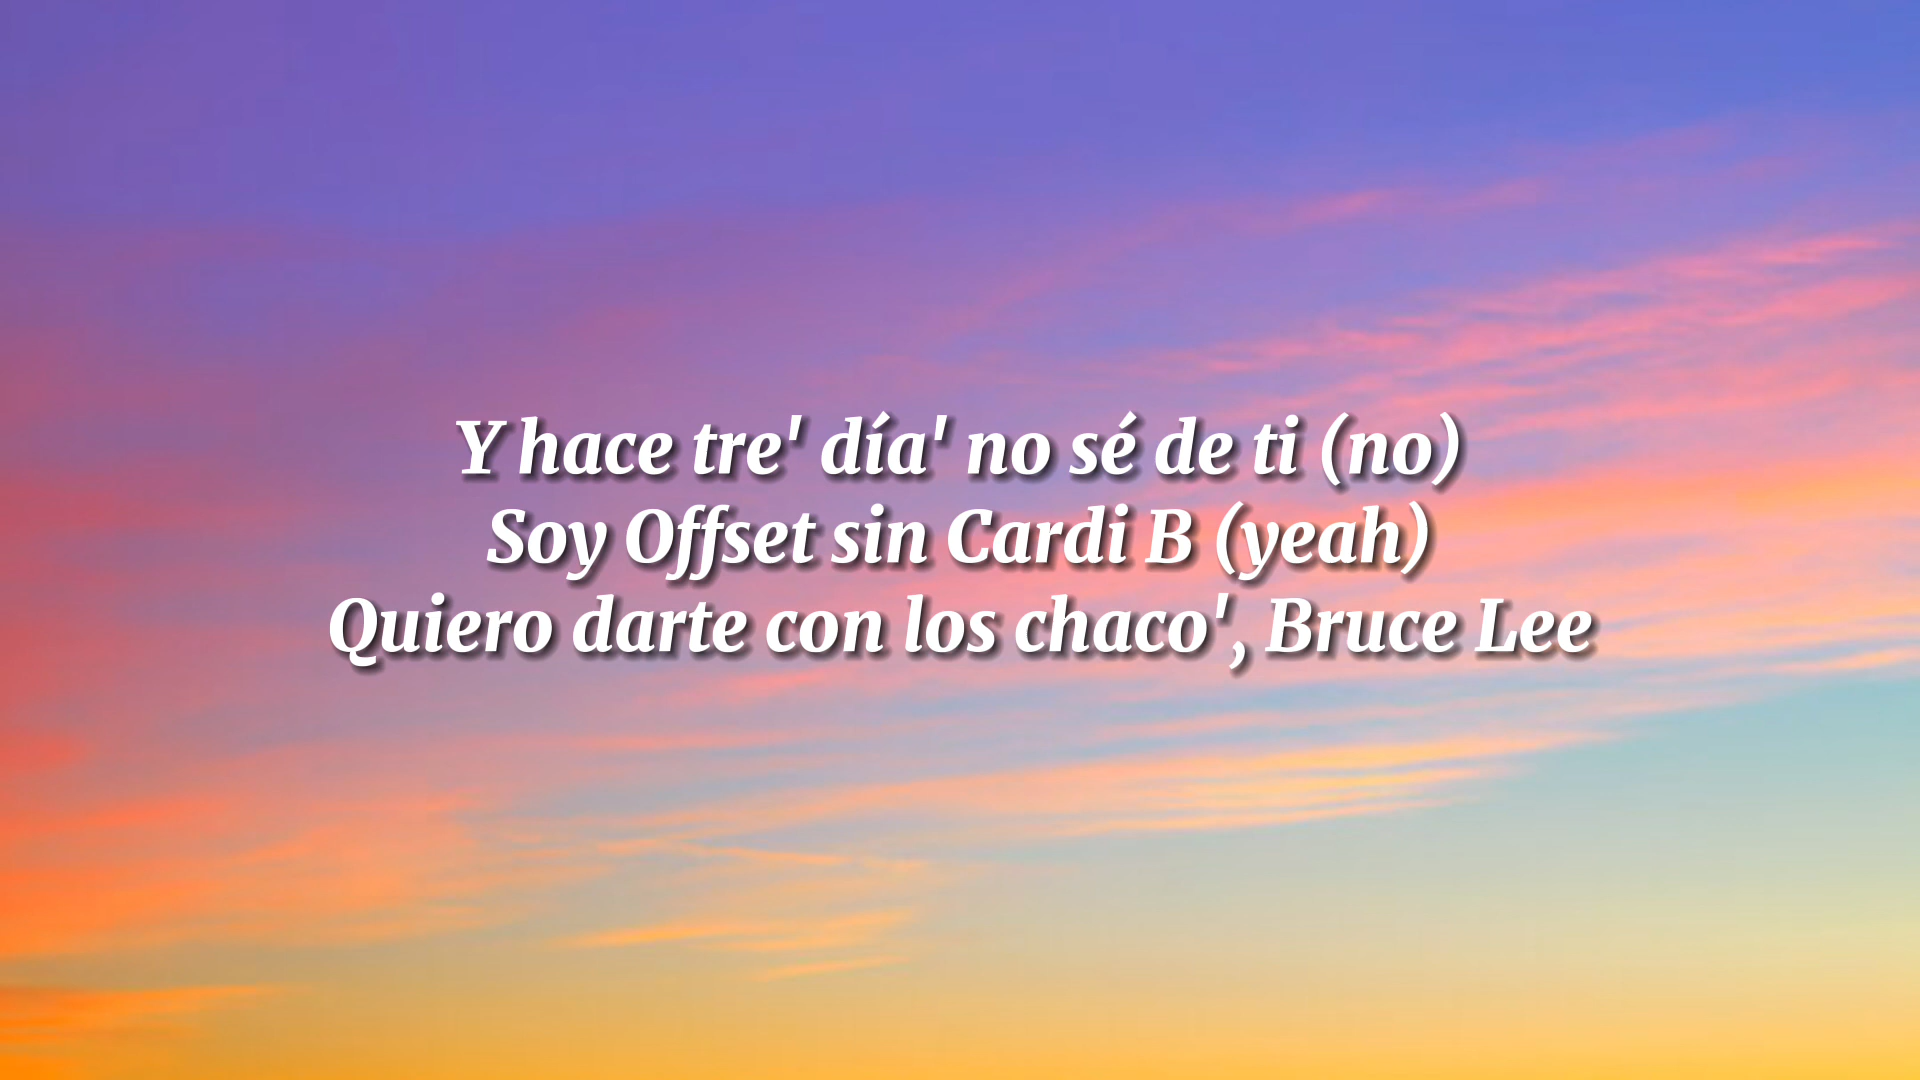 Y hace tre' día' no sé de ti (no)
Soy Offset sin Cardi B (yeah)
Quiero darte con los chaco', Bruce Lee